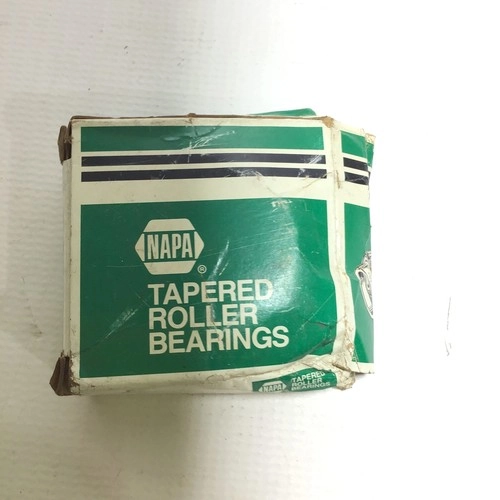 NAPA
®
TAPERED
ROLLER
BEARINGS
NAPA
TAPERED
ROLLER
BEARINGS